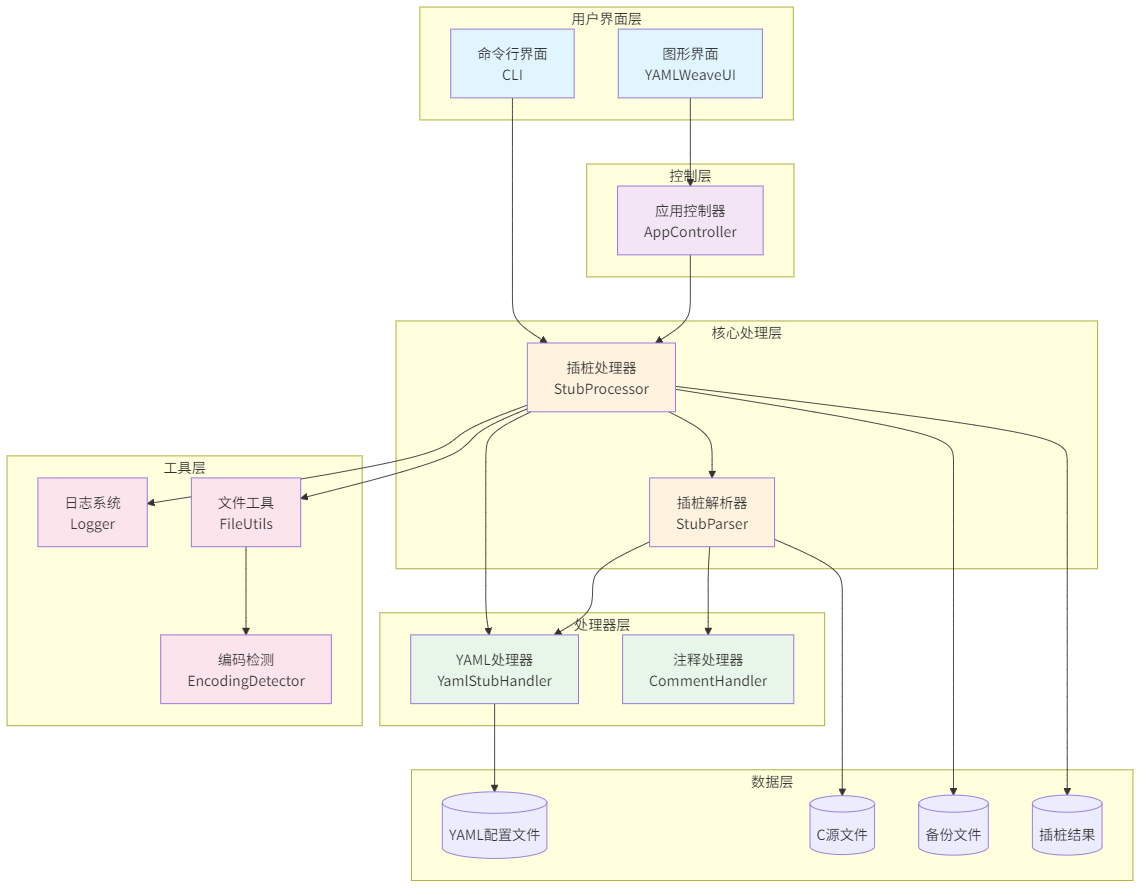 用户界面层
命令行界面
CLI
图形界面
YAMLWeaveUI
控制层
应用控制器
AppController
核心处理层
插桩处理器
StubProcessor
工具层
日志系统
Logger
文件工具
FileUtils
插桩解析器
StubParser
编码检测
EncodingDetector
处理器层
YAML处理器
YamlStubHandler
注释处理器
CommentHandler
数据层
YAML配置文件
C源文件
备份文件
插桩结果